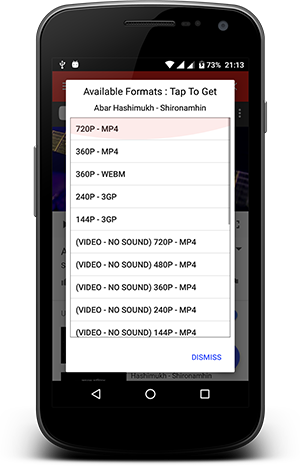 73% 21:13
Available Formats : Tap To Get
Abar Hashimukh - Shironamhin
720P - MP4
360P - MP4
360P - WEBM
240P - 3GP
144P - 3GP
(VIDEO - NO SOUND) 720P - MP4
(VIDEO - NO SOUND) 480P - MP4
(VIDEO - NO SOUND) 360P - MP4
(VIDEO - NO SOUND) 240P - MP4
(VIDEO - NO SOUND) 144P - MP4
DISMISS
Hashimukh - Shironamhin